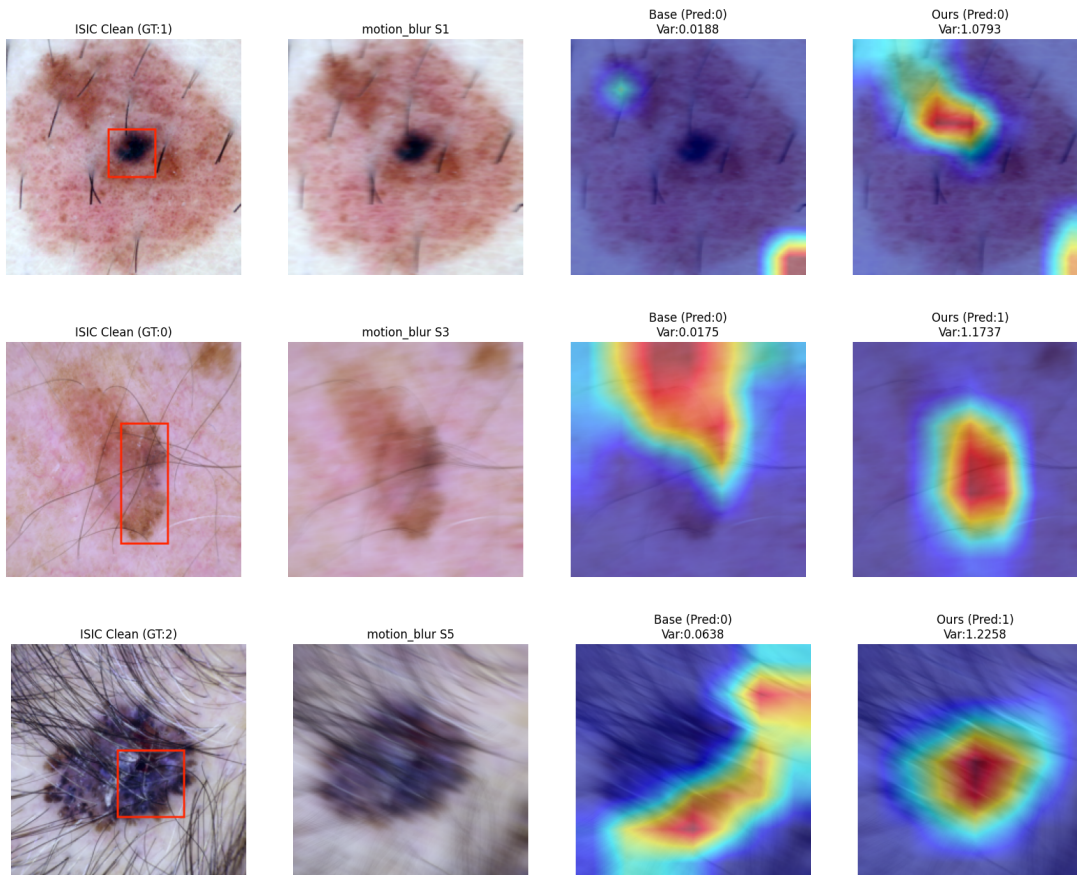 ISIC Clean (GT:1)
motion_blur S1
Base (Pred:0)
Var:0.0188
Ours (Pred:0)
Var:1.0793
ISIC Clean (GT:0)
motion_blur S3
Base (Pred:0)
Var:0.0175
Ours (Pred:1)
Var:1.1737
ISIC Clean (GT:2)
motion_blur S5
Base (Pred:0)
Var:0.0638
Ours (Pred:1)
Var:1.2258